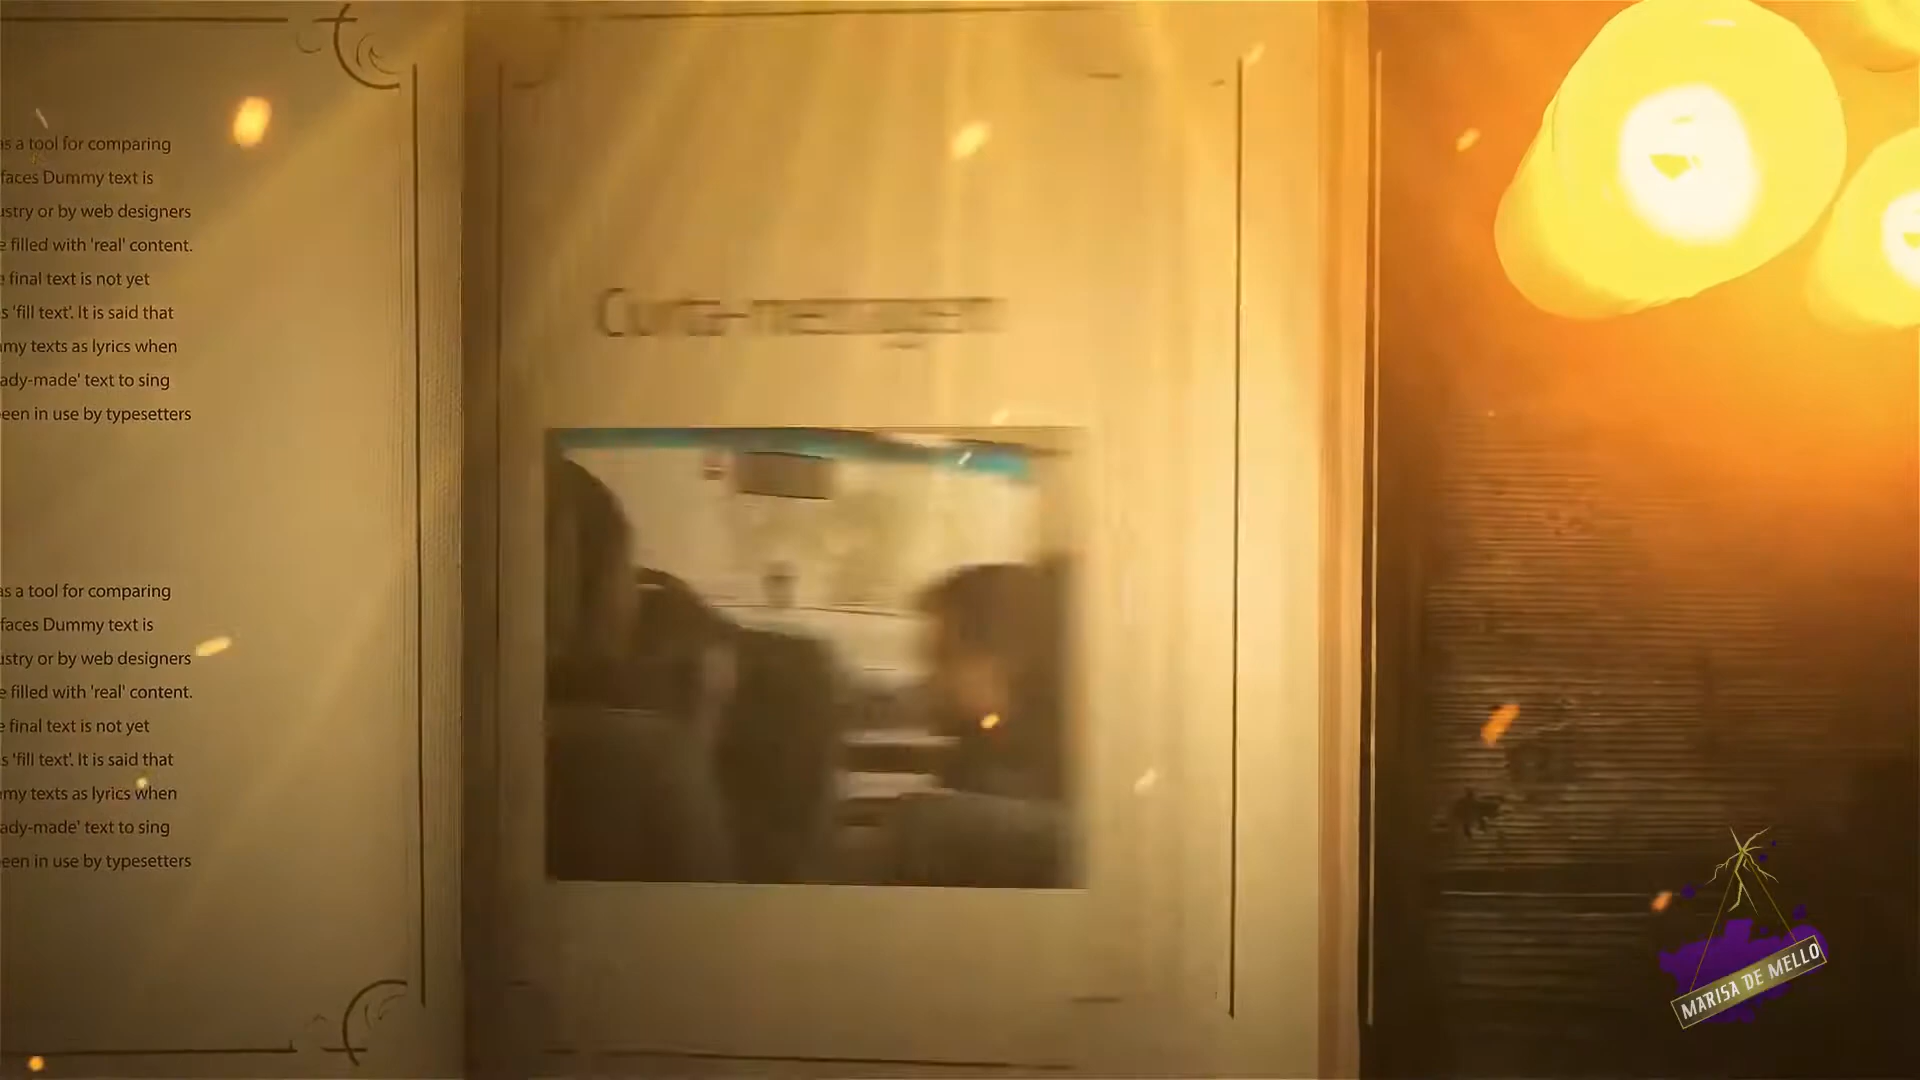 as a tool for comparing
faces Dummy text is
ustry or by web designers
e filled with 'real' content.
e final text is not yet
s 'fill text'. It is said that
my texts as lyrics when
ady-made' text to sing
een in use by typesetters
as a tool for comparing
faces Dummy text is
ustry or by web designers
e filled with 'real' content.
e final text is not yet
s 'fill text'. It is said that
my texts as lyrics when
ady-made' text to sing
een in use by typesetters
Curta-metragem
MARISA DE MELLO